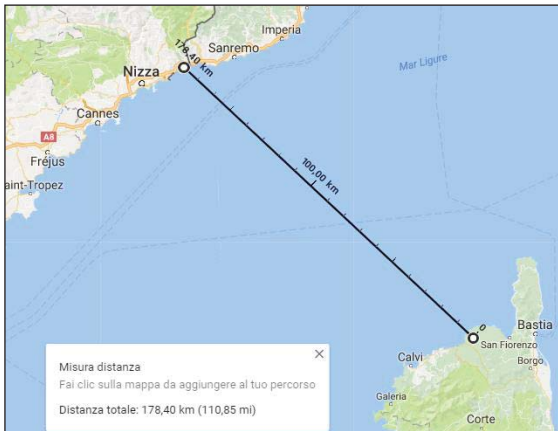 Imperia
178,40 km
Sanremo
Nizza
Mar Ligure
Cannes
A8
Fréjus
aint-Tropez
100,00 km
0
Bastia
San Fiorenzo
Calvi
Borgo
Galeria
Corte
Misura distanza
×
Fai clic sulla mappa da aggiungere al tuo percorso
Distanza totale: 178,40 km (110,85 mi)